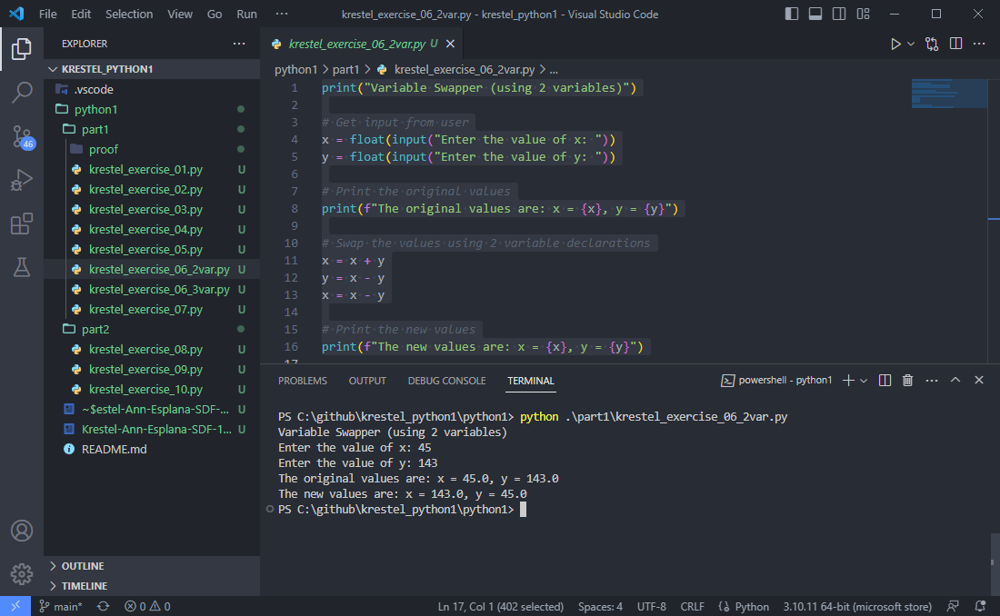 File Edit Selection View Go Run ··· krestel_exercise_06_2var.py - krestel_python1 - Visual Studio Code
EXPLORER ···
KRESTEL_PYTHON1
.vscode
python1
part1
proof
krestel_exercise_01.py U
krestel_exercise_02.py U
krestel_exercise_03.py U
krestel_exercise_04.py U
krestel_exercise_05.py U
krestel_exercise_06_2var.py U
krestel_exercise_06_3var.py U
krestel_exercise_07.py U
part2
krestel_exercise_08.py U
krestel_exercise_09.py U
krestel_exercise_10.py U
~$estel-Ann-Esplana-SDF-... U
Krestel-Ann-Esplana-SDF-1... U
README.md
OUTLINE
TIMELINE
46
krestel_exercise_06_2var.py U
python1 > part1 > krestel_exercise_06_2var.py > ...
1 print("Variable Swapper (using 2 variables)")
2
3 # Get input from user
4 x = float(input("Enter the value of x: "))
5 y = float(input("Enter the value of y: "))
6
7 # Print the original values
8 print(f"The original values are: x = {x}, y = {y}")
9
10 # Swap the values using 2 variable declarations
11 x = x + y
12 y = x - y
13 x = x - y
14
15 # Print the new values
16 print(f"The new values are: x = {x}, y = {y}")
17
PROBLEMS OUTPUT DEBUG CONSOLE TERMINAL powershell - python1
PS C:\github\krestel_python1\python1> python .\part1\krestel_exercise_06_2var.py
Variable Swapper (using 2 variables)
Enter the value of x: 45
Enter the value of y: 143
The original values are: x = 45.0, y = 143.0
The new values are: x = 143.0, y = 45.0
PS C:\github\krestel_python1\python1>
main* 0 0 Ln 17, Col 1 (402 selected) Spaces: 4 UTF-8 CRLF Python 3.10.11 64-bit (microsoft store)